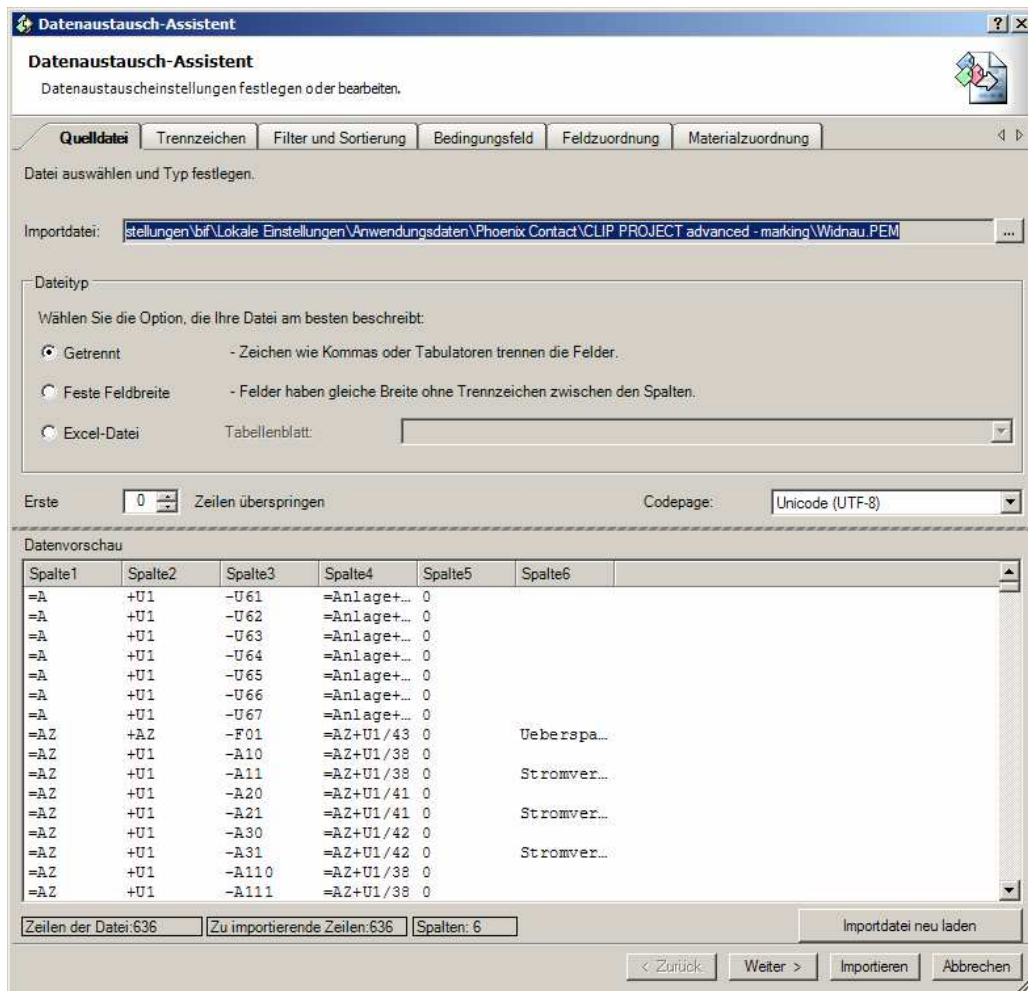 Datenaustausch-Assistent
Datenaustausch-Assistent
Datenaustauscheinstellungen festlegen oder bearbeiten.
Quelldatei Trennzeichen Filter und Sortierung Bedingungsfeld Feldzuordnung Materialzuordnung
Datei auswählen und Typ festlegen.
Importdatei: stellungen\bif\Lokale Einstellungen\Anwendungsdaten\Phoenix Contact\CLIP PROJECT advanced - marking\Widnau.PEM ...
Dateityp
Wählen Sie die Option, die Ihre Datei am besten beschreibt:
Getrennt - Zeichen wie Kommas oder Tabulatoren trennen die Felder.
Feste Feldbreite - Felder haben gleiche Breite ohne Trennzeichen zwischen den Spalten.
Excel-Datei Tabellenblatt:
Erste 0 Zeilen überspringen Codepage: Unicode (UTF-8)
Datenvorschau
Spalte1 Spalte2 Spalte3 Spalte4 Spalte5 Spalte6
=A +U1 -U61 =Anlage+... 0
=A +U1 -U62 =Anlage+... 0
=A +U1 -U63 =Anlage+... 0
=A +U1 -U64 =Anlage+... 0
=A +U1 -U65 =Anlage+... 0
=A +U1 -U66 =Anlage+... 0
=A +U1 -U67 =Anlage+... 0
=AZ +AZ -F01 =AZ+U1/43 0 Ueberspa...
=AZ +U1 -A10 =AZ+U1/38 0
=AZ +U1 -A11 =AZ+U1/38 0 Stromver...
=AZ +U1 -A20 =AZ+U1/41 0
=AZ +U1 -A21 =AZ+U1/41 0 Stromver...
=AZ +U1 -A30 =AZ+U1/42 0
=AZ +U1 -A31 =AZ+U1/42 0 Stromver...
=AZ +U1 -A110 =AZ+U1/38 0
=AZ +U1 -A111 =AZ+U1/38 0
Zeilen der Datei:636 Zu importierende Zeilen:636 Spalten: 6 Importdatei neu laden
< Zurück Weiter > Importieren Abbrechen